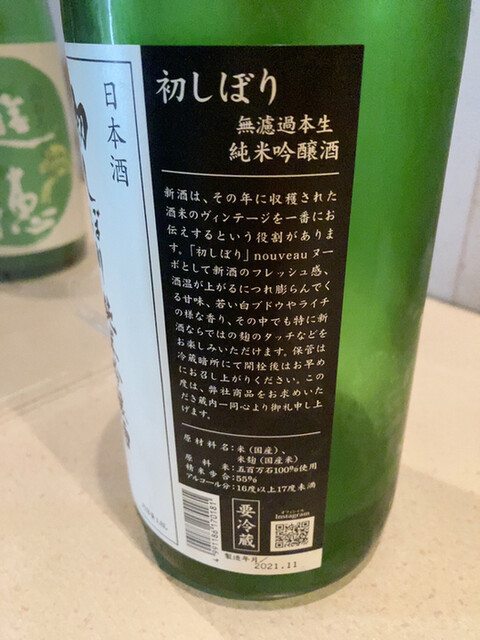 日本酒
初しぼり
無濾過本生
純米吟醸酒
新酒は、その年に収穫された
酒米のヴィンテージを一番にお
伝えするという役割がありま
す。「初しぼり」nouveau ヌー
ボとして新酒のフレッシュ感、
酒温が上がるにつれ膨らんでく
る甘味、若い白ブドウやライチ
の様な香り、その中でも特に新
酒ならではの麹のタッチなどを
お楽しみいただけます。保管は
冷蔵暗所にて開栓後はお早め
にお召し上がりください。この
度は、弊社商品をお求めいた
だき蔵内一同心より御礼申し上
げます。
原材料名:米(国産)、
米麹(国産米)
原料米:五百万石100%使用
精米歩合:55%
アルコール分:16度以上17度未満
要冷蔵
オフィシャル
Instagram
製造年月/
2021.11